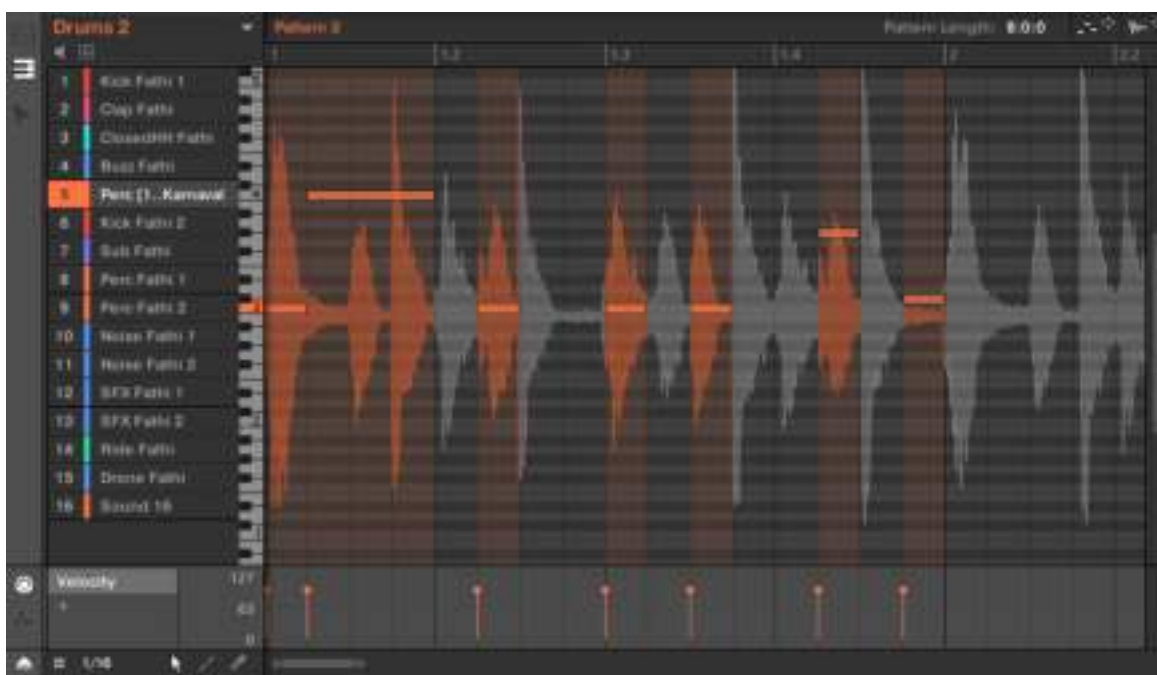 Drums 2
Pattern 2
Pattern Length: 8:0:0
1 1.2 1.3 1.4 2 2.2
1 Kick Fathi 1
2 Clap Fathi
3 ClosedHH Fathi
4 Buzz Fathi
5 Perc [1...Karnaval
6 Kick Fathi 2
7 Sub Fathi
8 Perc Fathi 1
9 Perc Fathi 2
10 Noise Fathi 1
11 Noise Fathi 2
12 SFX Fathi 1
13 SFX Fathi 2
14 Ride Fathi
15 Drone Fathi
16 Sound 16
Velocity
127
63
0
+
1/16